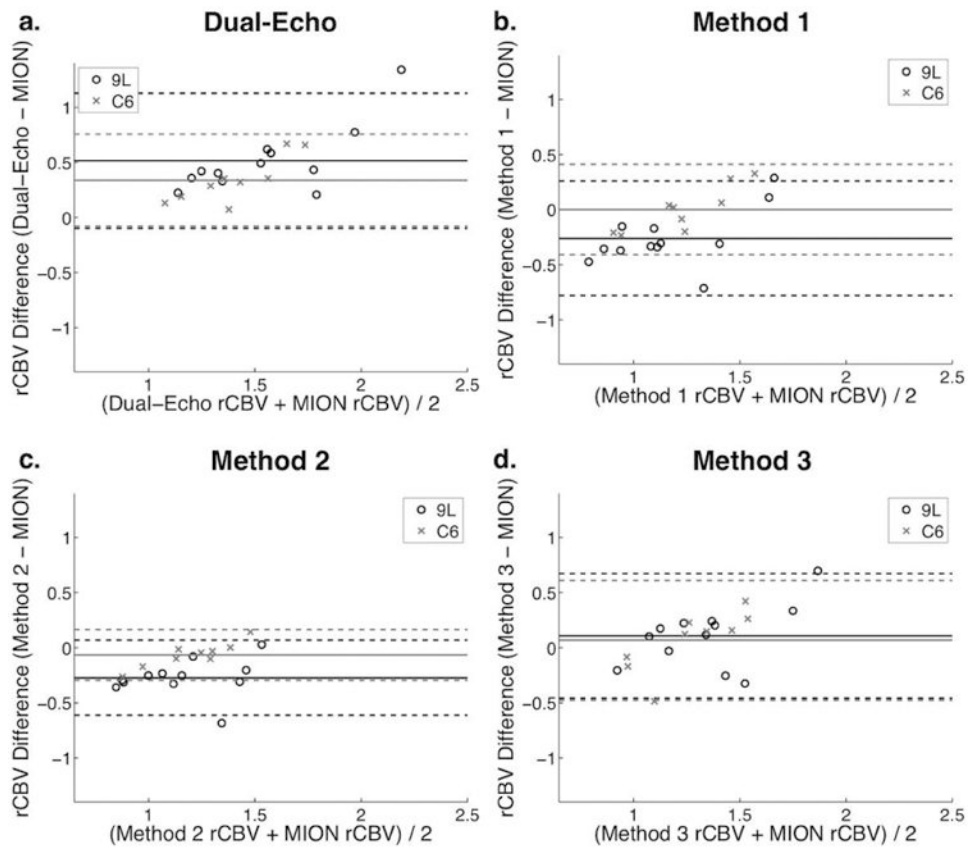 a. Dual-Echo
rCBV Difference (Dual-Echo – MION)
9L
C6
1
0.5
0
0.5
−1
1 1.5 2 2.5
(Dual–Echo rCBV + MION rCBV) / 2
b. Method 1
rCBV Difference (Method 1 – MION)
9L
C6
1
0.5
0
−0.5
−1
1 1.5 2 2.5
(Method 1 rCBV + MION rCBV) / 2
c. Method 2
rCBV Difference (Method 2 – MION)
9L
C6
1
0.5
0
−0.5
−1
1 1.5 2 2.5
(Method 2 rCBV + MION rCBV) / 2
d. Method 3
rCBV Difference (Method 3 – MION)
9L
C6
1
0.5
0
−0.5
−1
1 1.5 2 2.5
(Method 3 rCBV + MION rCBV) / 2